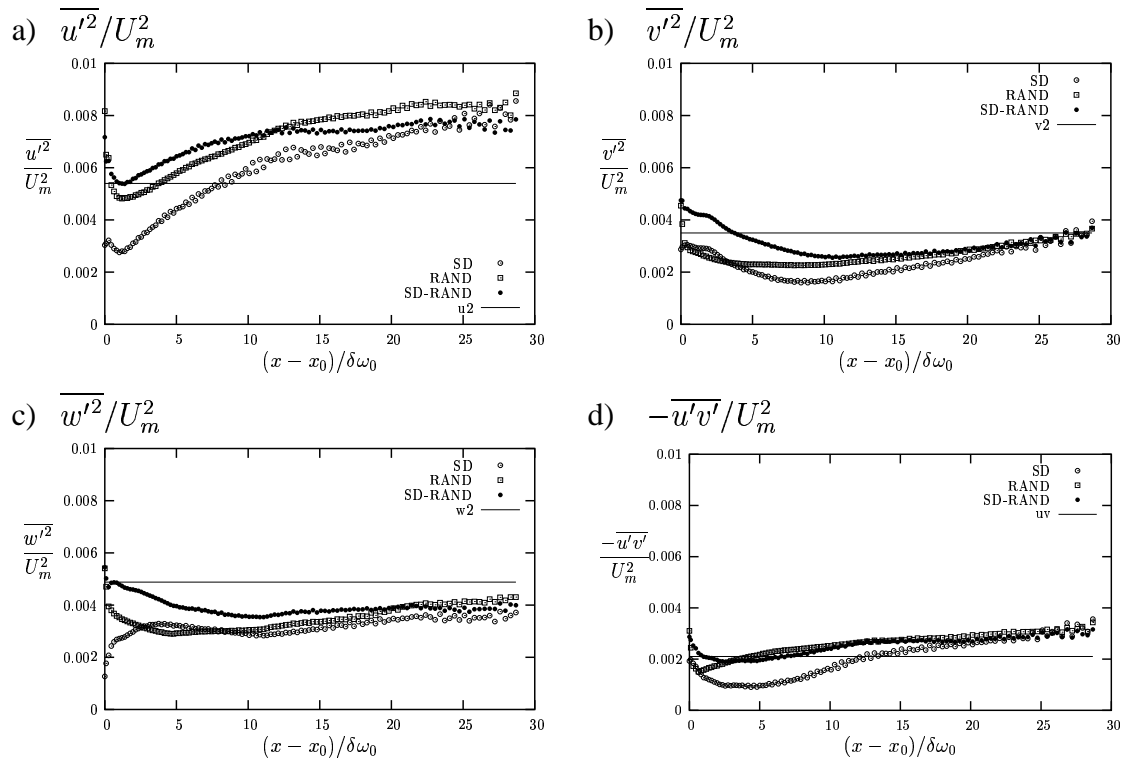 a) $\overline{u'^2}/U_m^2$
0.01
0.008
0.006
0.004
0.002
0
$\frac{\overline{u'^2}}{U_m^2}$
SD
RAND
SD-RAND
u2
0 5 10 15 20 25 30
$(x - x_0)/\delta\omega_0$
b) $\overline{v'^2}/U_m^2$
0.01
0.008
0.006
0.004
0.002
0
$\frac{\overline{v'^2}}{U_m^2}$
SD
RAND
SD-RAND
v2
0 5 10 15 20 25 30
$(x - x_0)/\delta\omega_0$
c) $\overline{w'^2}/U_m^2$
0.01
0.008
0.006
0.004
0.002
0
$\frac{\overline{w'^2}}{U_m^2}$
SD
RAND
SD-RAND
w2
0 5 10 15 20 25 30
$(x - x_0)/\delta\omega_0$
d) $-\overline{u'v'}/U_m^2$
0.01
0.008
0.006
0.004
0.002
0
$\frac{-\overline{u'v'}}{U_m^2}$
SD
RAND
SD-RAND
uv
0 5 10 15 20 25 30
$(x - x_0)/\delta\omega_0$